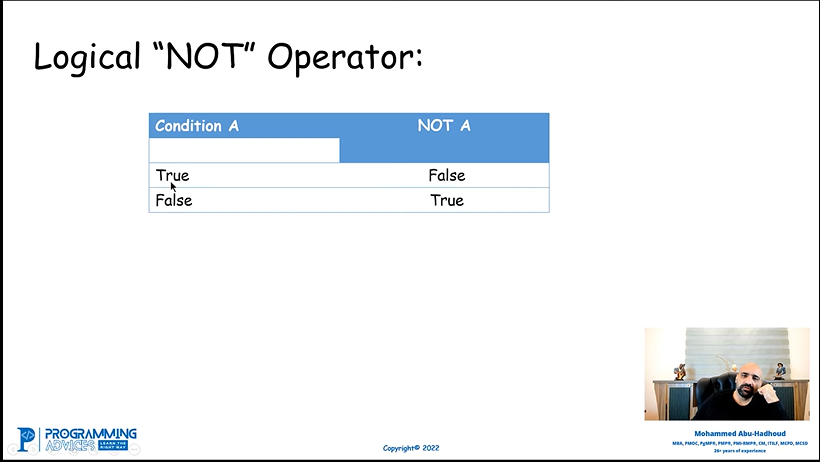 Logical “NOT” Operator:
Condition A NOT A
True False
False True
Mohammed Abu-Hadhoud
MBA, PMOC, PgMP®, PMP®, PMI-RMP®, CM, ITILF, MCPD, MCSD
26+ years of experience
PROGRAMMING
ADVICES LEARN THE RIGHT WAY
Copyright© 2022